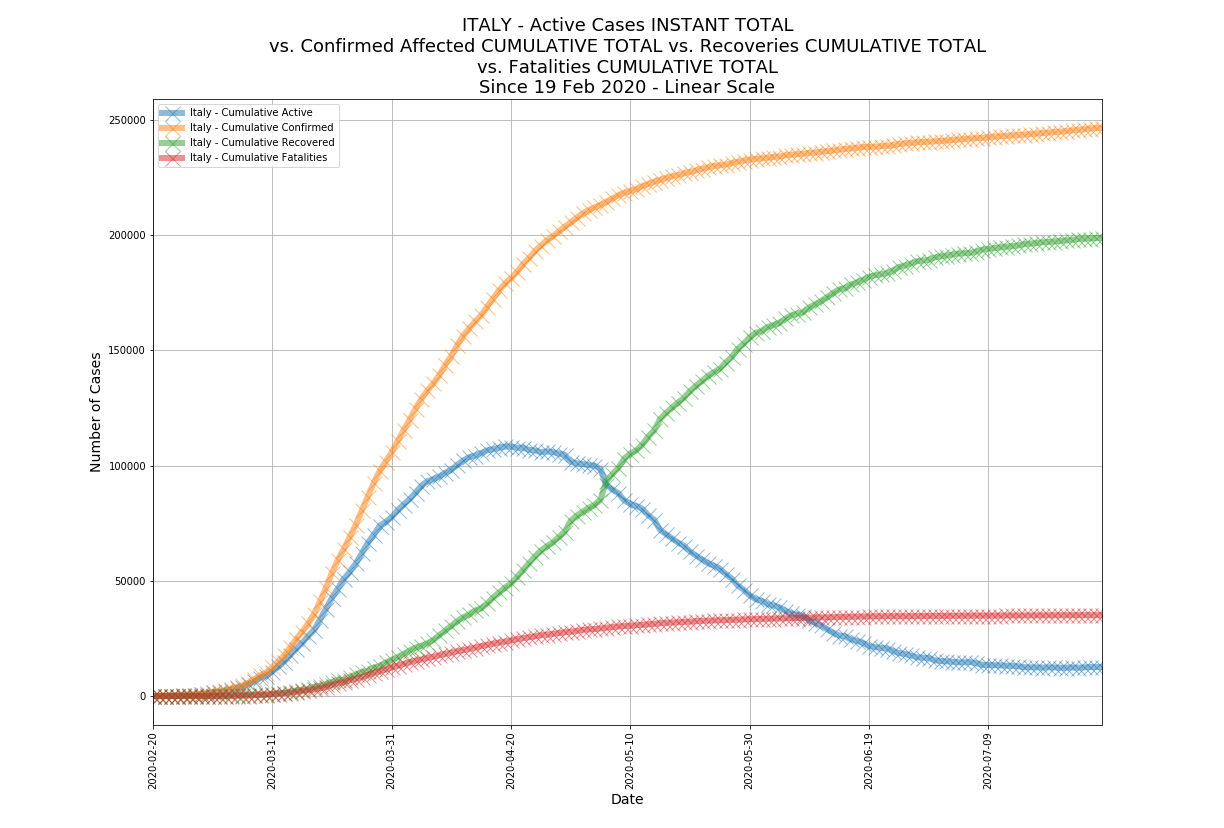 ITALY - Active Cases INSTANT TOTAL
vs. Confirmed Affected CUMULATIVE TOTAL vs. Recoveries CUMULATIVE TOTAL
vs. Fatalities CUMULATIVE TOTAL
Since 19 Feb 2020 - Linear Scale
Italy - Cumulative Active
Italy - Cumulative Confirmed
Italy - Cumulative Recovered
Italy - Cumulative Fatalities
250000
200000
150000
100000
50000
0
Number of Cases
2020-02-20
2020-03-11
2020-03-31
2020-04-20
2020-05-10
2020-05-30
2020-06-19
2020-07-09
Date